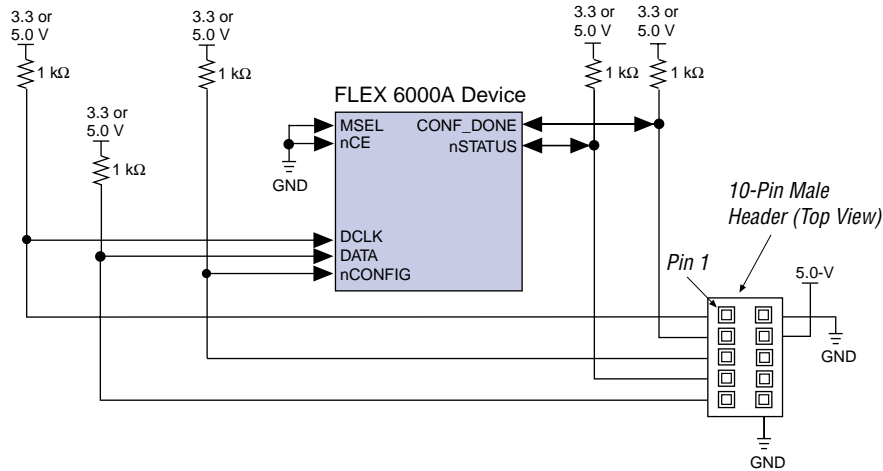 3.3 or
5.0 V
1 kΩ
3.3 or
5.0 V
1 kΩ
3.3 or
5.0 V
1 kΩ
3.3 or
5.0 V
1 kΩ
3.3 or
5.0 V
1 kΩ
FLEX 6000A Device
MSEL
nCE
CONF_DONE
nSTATUS
GND
DCLK
DATA
nCONFIG
10-Pin Male
Header (Top View)
Pin 1
5.0-V
GND
GND